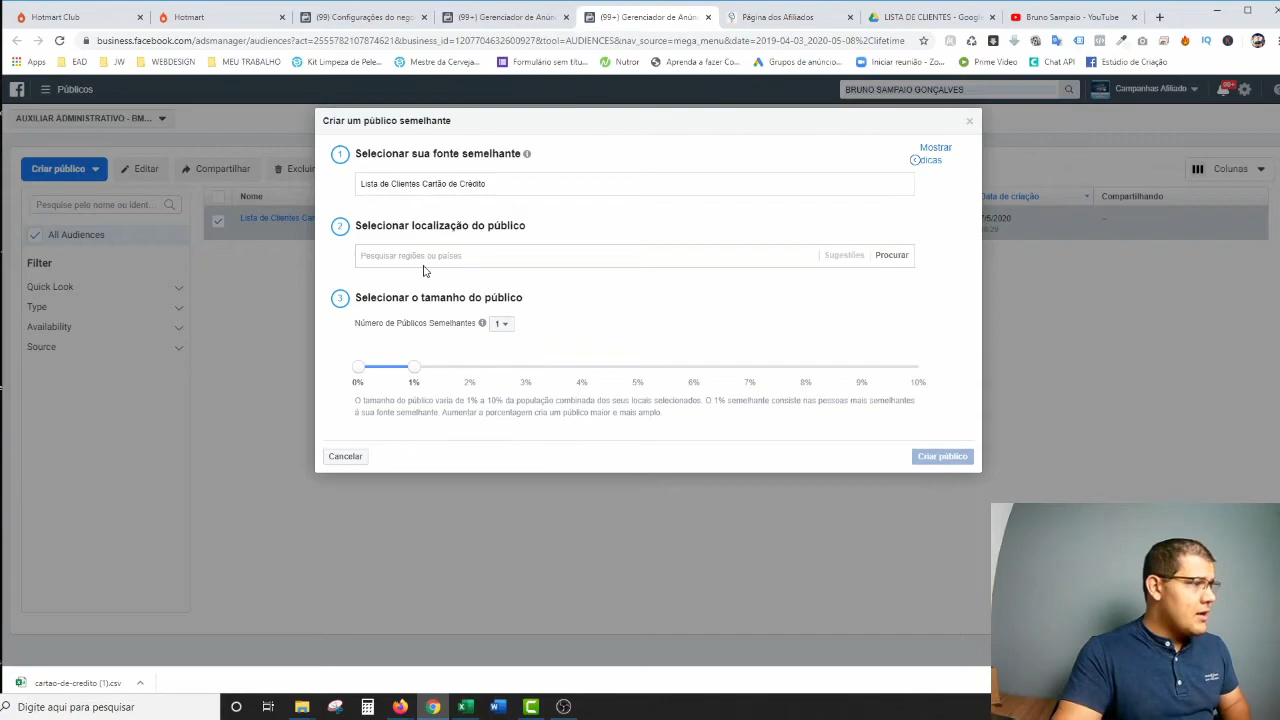 Hotmart Club
Hotmart
(99) Configurações do nego
(99+) Gerenciador de Anún
(99+) Gerenciador de Anún
Página dos Afiliados
LISTA DE CLIENTES - Google
Bruno Sampaio - YouTube
business.facebook.com/adsmanager/audiences?act=2555782107874621&business_id=1207704632600927&tool=AUDIENCES&nav_source=mega_menu&date=2019-04-03_2020-05-08%2Clifetime
Apps
EAD
JW
WEBDESIGN
MEU TRABALHO
Kit Limpeza de Pele...
Mestre da Cerveja...
Formulário sem títu...
Nutror
Aprenda a fazer Co...
Grupos de anúncio...
Iniciar reunião - Zo...
Prime Video
Chat API
Estúdio de Criação
Públicos
BRUNO SAMPAIO GONÇALVES
Campanhas Afiliado
99+
AUXILIAR ADMINISTRATIVO - BM...
Criar público
Editar
Compartilhar
Excluir
Colunas
Pesquise pelo nome ou ident...
All Audiences
Filter
Quick Look
Type
Availability
Source
Nome
Data de criação
Compartilhando
Lista de Clientes Car
7/5/2020
--
Criar um público semelhante
1 Selecionar sua fonte semelhante
Mostrar
dicas
Lista de Clientes Cartão de Crédito
2 Selecionar localização do público
Pesquisar regiões ou países
Sugestões
Procurar
3 Selecionar o tamanho do público
Número de Públicos Semelhantes 1
0% 1% 2% 3% 4% 5% 6% 7% 8% 9% 10%
O tamanho do público varia de 1% a 10% da população combinada dos seus locais selecionados. O 1% semelhante consiste nas pessoas mais semelhantes
à sua fonte semelhante. Aumentar a porcentagem cria um público maior e mais amplo.
Cancelar
Criar público
cartao-de-credito (1).csv
Digite aqui para pesquisar